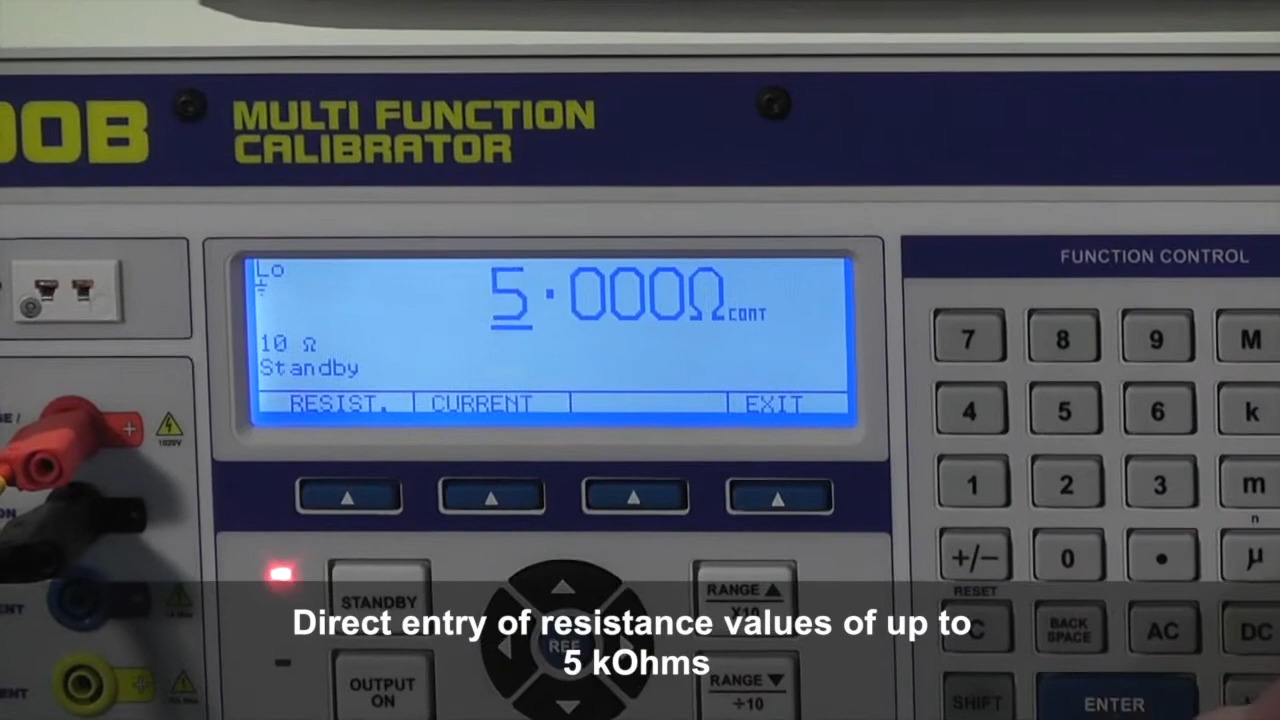 00B
MULTI FUNCTION
CALIBRATOR
FUNCTION CONTROL
Lo
5.000Ω CONT
10 Ω
Standby
RESIST. CURRENT EXIT
7 8 9 M
4 5 6 k
1 2 3 m
n
+/− 0 • µ
RESET
C BACK SPACE AC DC
SHIFT ENTER
+
1020V
STANDBY
OUTPUT
ON
REF
RANGE ▲
X10
RANGE ▼
÷10
Direct entry of resistance values of up to
5 kOhms